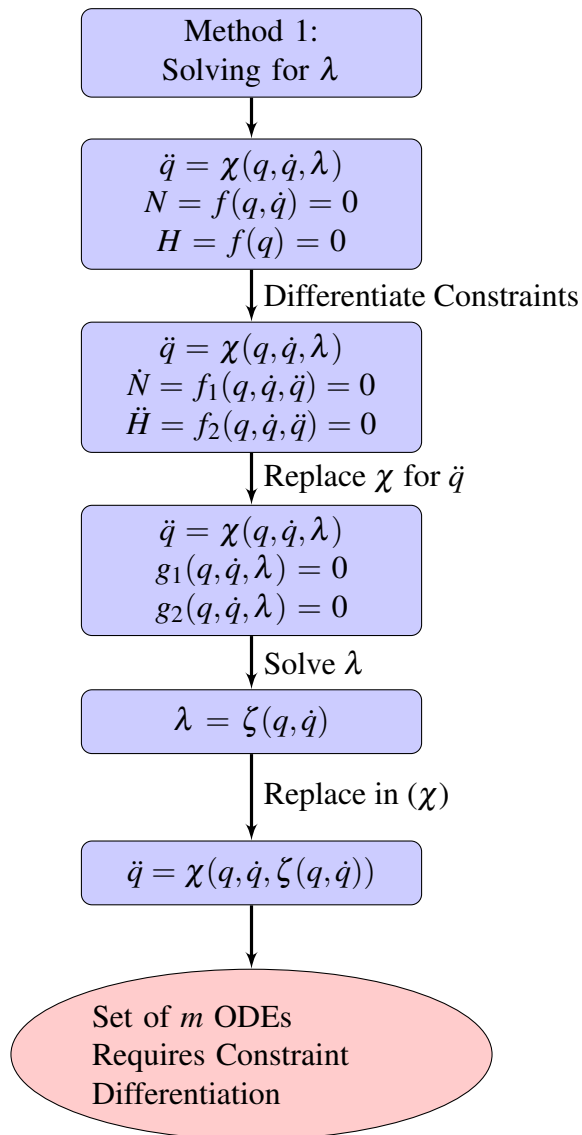 Method 1:
Solving for λ
q̈ = χ(q, q̇, λ)
N = f(q, q̇) = 0
H = f(q) = 0
Differentiate Constraints
q̈ = χ(q, q̇, λ)
Ṅ = f₁(q, q̇, q̈) = 0
Ḧ = f₂(q, q̇, q̈) = 0
Replace χ for q̈
q̈ = χ(q, q̇, λ)
g₁(q, q̇, λ) = 0
g₂(q, q̇, λ) = 0
Solve λ
λ = ζ(q, q̇)
Replace in (χ)
q̈ = χ(q, q̇, ζ(q, q̇))
Set of m ODEs
Requires Constraint
Differentiation